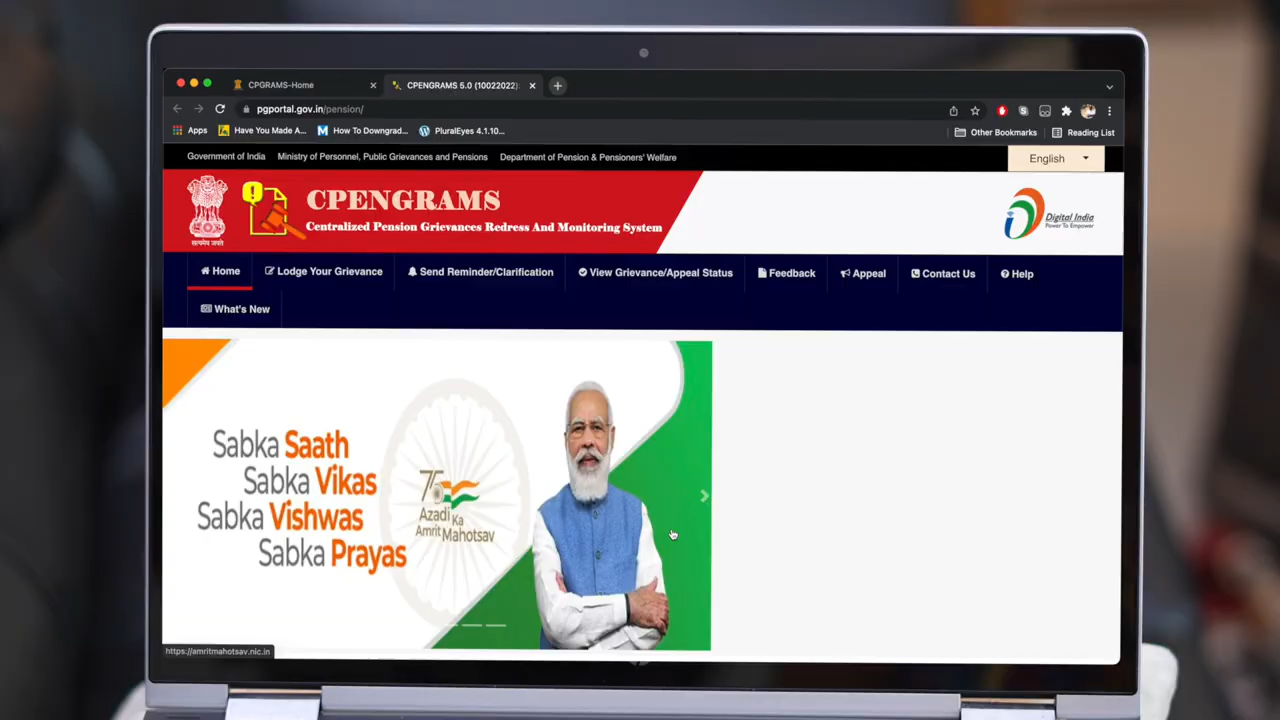 CPGRAMS-Home
CPENGRAMS 5.0 (10022022):
pgportal.gov.in/pension/
Apps
Have You Made A...
How To Downgrad...
PluralEyes 4.1.10...
Other Bookmarks
Reading List
Government of India
Ministry of Personnel, Public Grievances and Pensions
Department of Pension & Pensioners' Welfare
English
CPENGRAMS
Centralized Pension Grievances Redress And Monitoring System
सत्यमेव जयते
Digital India
Power To Empower
Home
Lodge Your Grievance
Send Reminder/Clarification
View Grievance/Appeal Status
Feedback
Appeal
Contact Us
Help
What's New
Sabka Saath
Sabka Vikas
Sabka Vishwas
Sabka Prayas
75
Azadi Ka
Amrit Mahotsav
https://amritmahotsav.nic.in